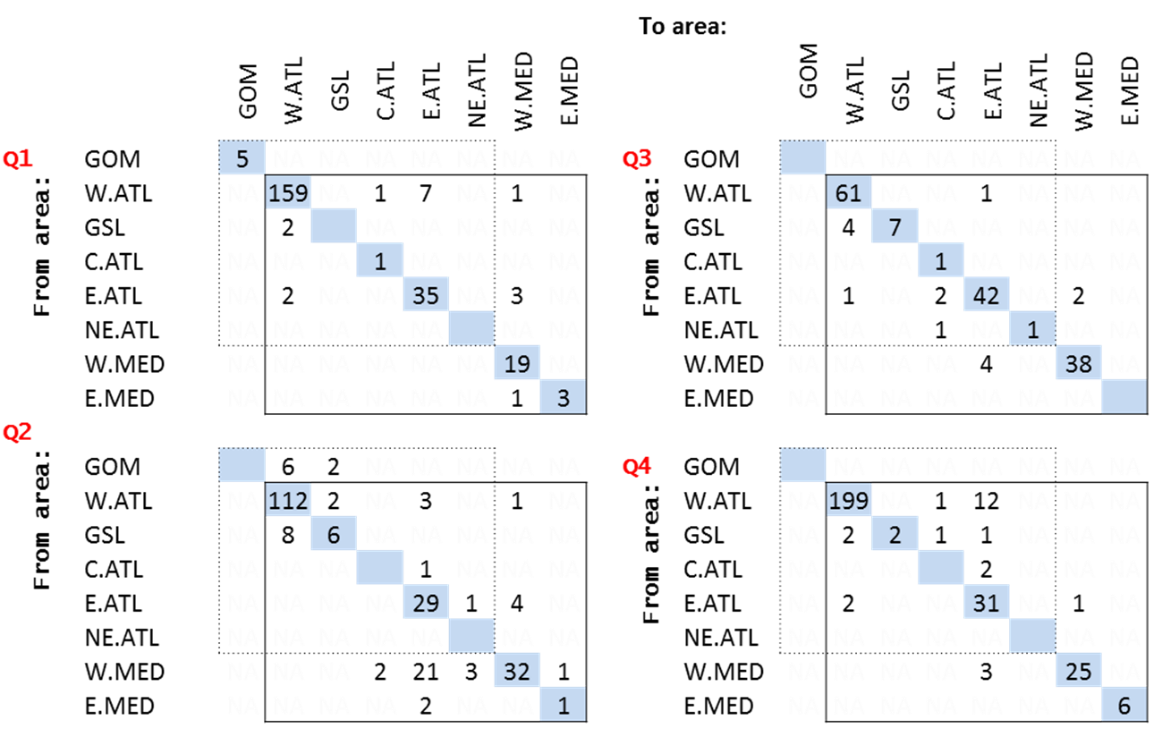 To area:
GOM W.ATL GSL C.ATL E.ATL NE.ATL W.MED E.MED
Q1
From area:
GOM 5 NA NA NA NA NA NA NA
W.ATL NA 159 NA 1 7 NA 1 NA
GSL NA 2 NA NA NA NA NA
C.ATL NA NA NA 1 NA NA NA NA
E.ATL NA 2 NA NA 35 NA 3 NA
NE.ATL NA NA NA NA NA NA NA
W.MED NA NA NA NA NA NA 19 NA
E.MED NA NA NA NA NA NA 1 3
Q2
From area:
GOM 6 2 NA NA NA NA NA
W.ATL NA 112 2 NA 3 NA 1 NA
GSL NA 8 6 NA NA NA NA NA
C.ATL NA NA NA 1 NA NA NA
E.ATL NA NA NA NA 29 1 4 NA
NE.ATL NA NA NA NA NA NA NA
W.MED NA NA NA 2 21 3 32 1
E.MED NA NA NA NA 2 NA NA 1
GOM W.ATL GSL C.ATL E.ATL NE.ATL W.MED E.MED
Q3
From area:
GOM NA NA NA NA NA NA NA
W.ATL NA 61 NA NA 1 NA NA NA
GSL NA 4 7 NA NA NA NA NA
C.ATL NA NA NA 1 NA NA NA NA
E.ATL NA 1 NA 2 42 NA 2 NA
NE.ATL NA NA NA 1 NA 1 NA NA
W.MED NA NA NA NA 4 NA 38 NA
E.MED NA NA NA NA NA NA NA
Q4
From area:
GOM NA NA NA NA NA NA NA
W.ATL NA 199 NA 1 12 NA NA NA
GSL NA 2 2 1 1 NA NA NA
C.ATL NA NA NA 2 NA NA NA
E.ATL NA 2 NA NA 31 NA 1 NA
NE.ATL NA NA NA NA NA NA NA
W.MED NA NA NA NA 3 NA 25 NA
E.MED NA NA NA NA NA NA NA 6